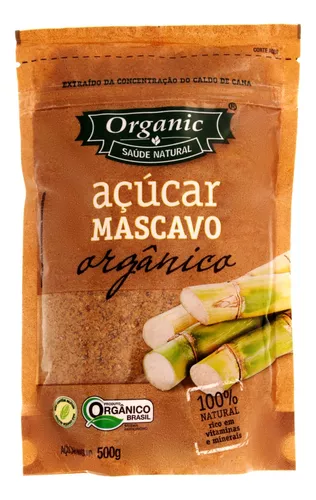 EXTRAÍDO DA CONCENTRAÇÃO DO CALDO DE CANA
Organic®
SAÚDE NATURAL
açúcar
MASCAVO
orgânico
100%
NATURAL
rico em
vitaminas
e minerais
PRODUTO
ORGÂNICO
BRASIL
500g